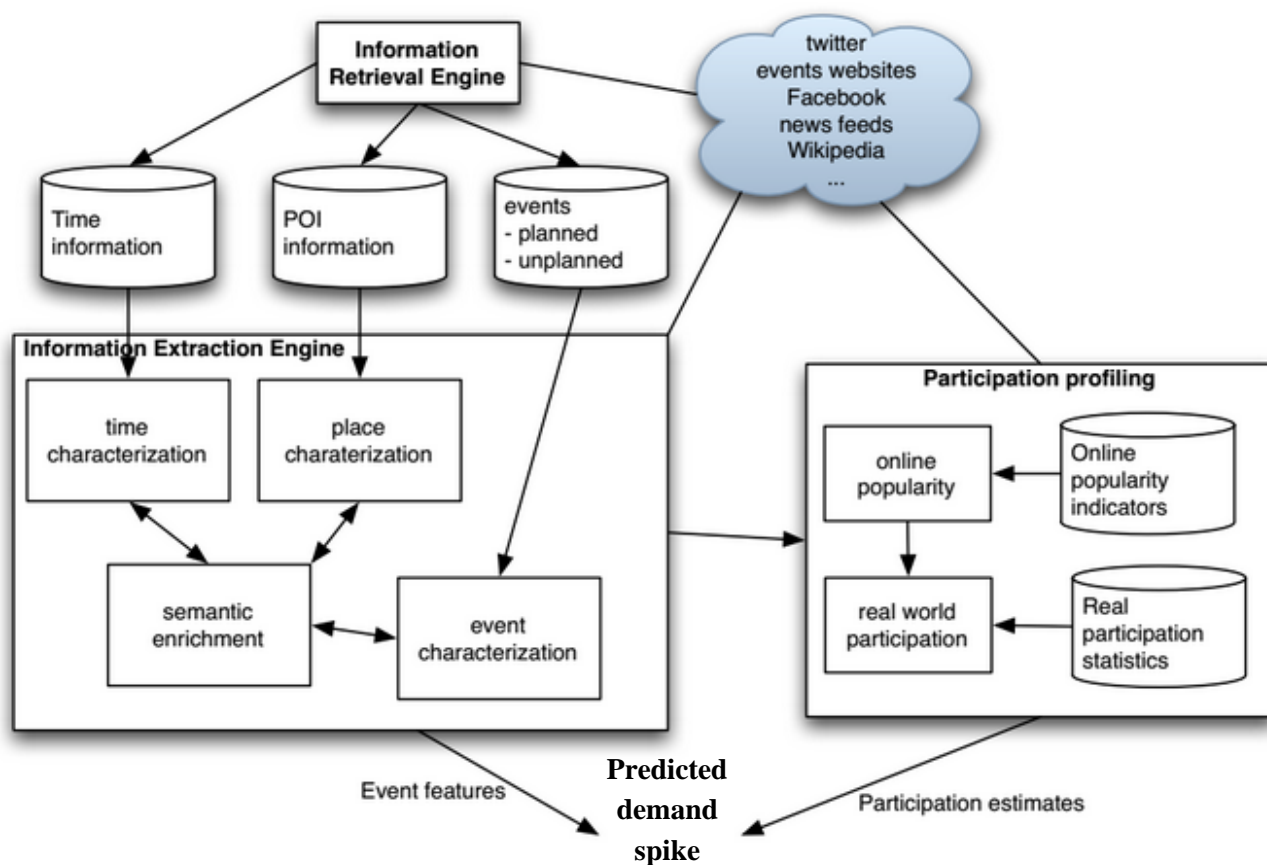 Information
Retrieval Engine
twitter
events websites
Facebook
news feeds
Wikipedia
...
Time
information
POI
information
events
- planned
- unplanned
Information Extraction Engine
time
characterization
place
charaterization
semantic
enrichment
event
characterization
Participation profiling
online
popularity
Online
popularity
indicators
real world
participation
Real
participation
statistics
Event features
Predicted
demand
spike
Participation estimates